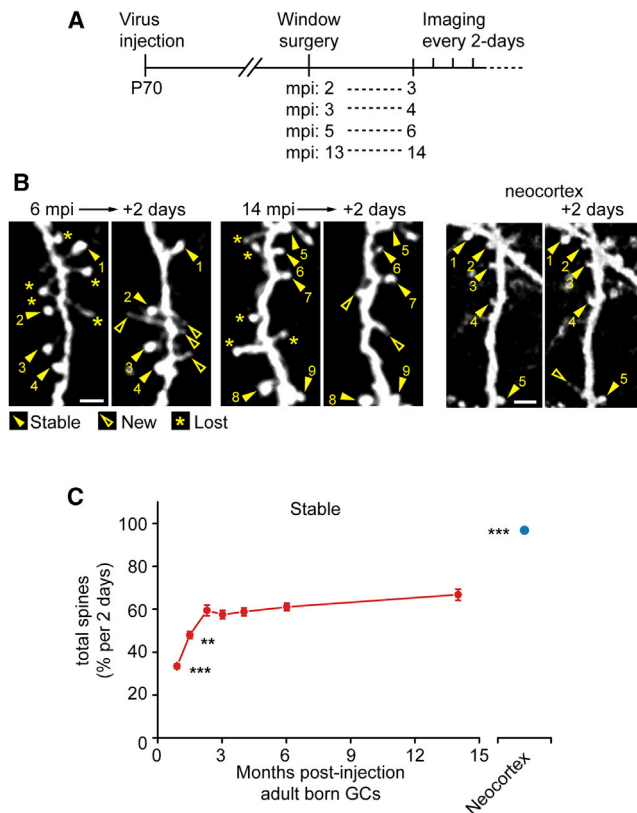 A
Virus injection
Window surgery
Imaging every 2-days
P70
mpi: 2 ------- 3
mpi: 3 ------- 4
mpi: 5 ------- 6
mpi: 13 ------ 14
B
6 mpi
+2 days
14 mpi
+2 days
neocortex
+2 days
* 1 * * * 2 * 3 4
1 2 3 4
* 5 * 6 7 * * 8 9
5 6 7 8 9
1 2 3 4 5
1 2 3 4 5
Stable
New
* Lost
C
Stable
total spines
(% per 2 days)
100
80
60
40
20
0
***
**
***
0 3 6 9 12 15
Months post-injection
adult born GCs
Neocortex